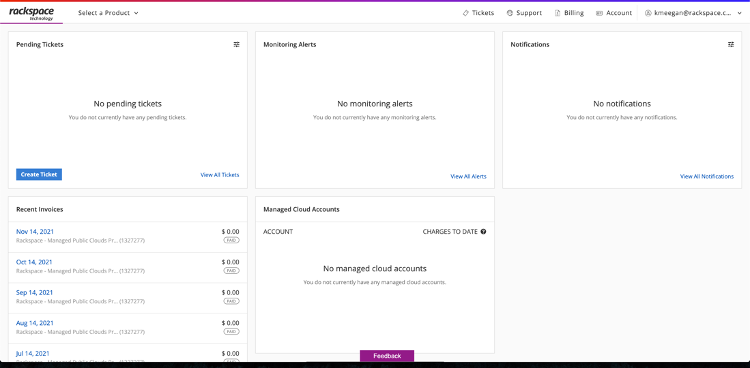 rackspace
technology
Select a Product
Tickets
Support
Billing
Account
kmeegan@rackspace.c...
Pending Tickets
No pending tickets
You do not currently have any pending tickets.
Create Ticket
View All Tickets
Monitoring Alerts
No monitoring alerts
You do not currently have any monitoring alerts.
View All Alerts
Notifications
No notifications
You do not currently have any notifications.
View All Notifications
Recent Invoices
Nov 14, 2021 $ 0.00
Rackspace - Managed Public Clouds Pr... (1327277) PAID
Oct 14, 2021 $ 0.00
Rackspace - Managed Public Clouds Pr... (1327277) PAID
Sep 14, 2021 $ 0.00
Rackspace - Managed Public Clouds Pr... (1327277) PAID
Aug 14, 2021 $ 0.00
Rackspace - Managed Public Clouds Pr... (1327277) PAID
Jul 14, 2021 $ 0.00
Managed Cloud Accounts
ACCOUNT CHARGES TO DATE
No managed cloud accounts
You do not currently have any managed cloud accounts.
Feedback